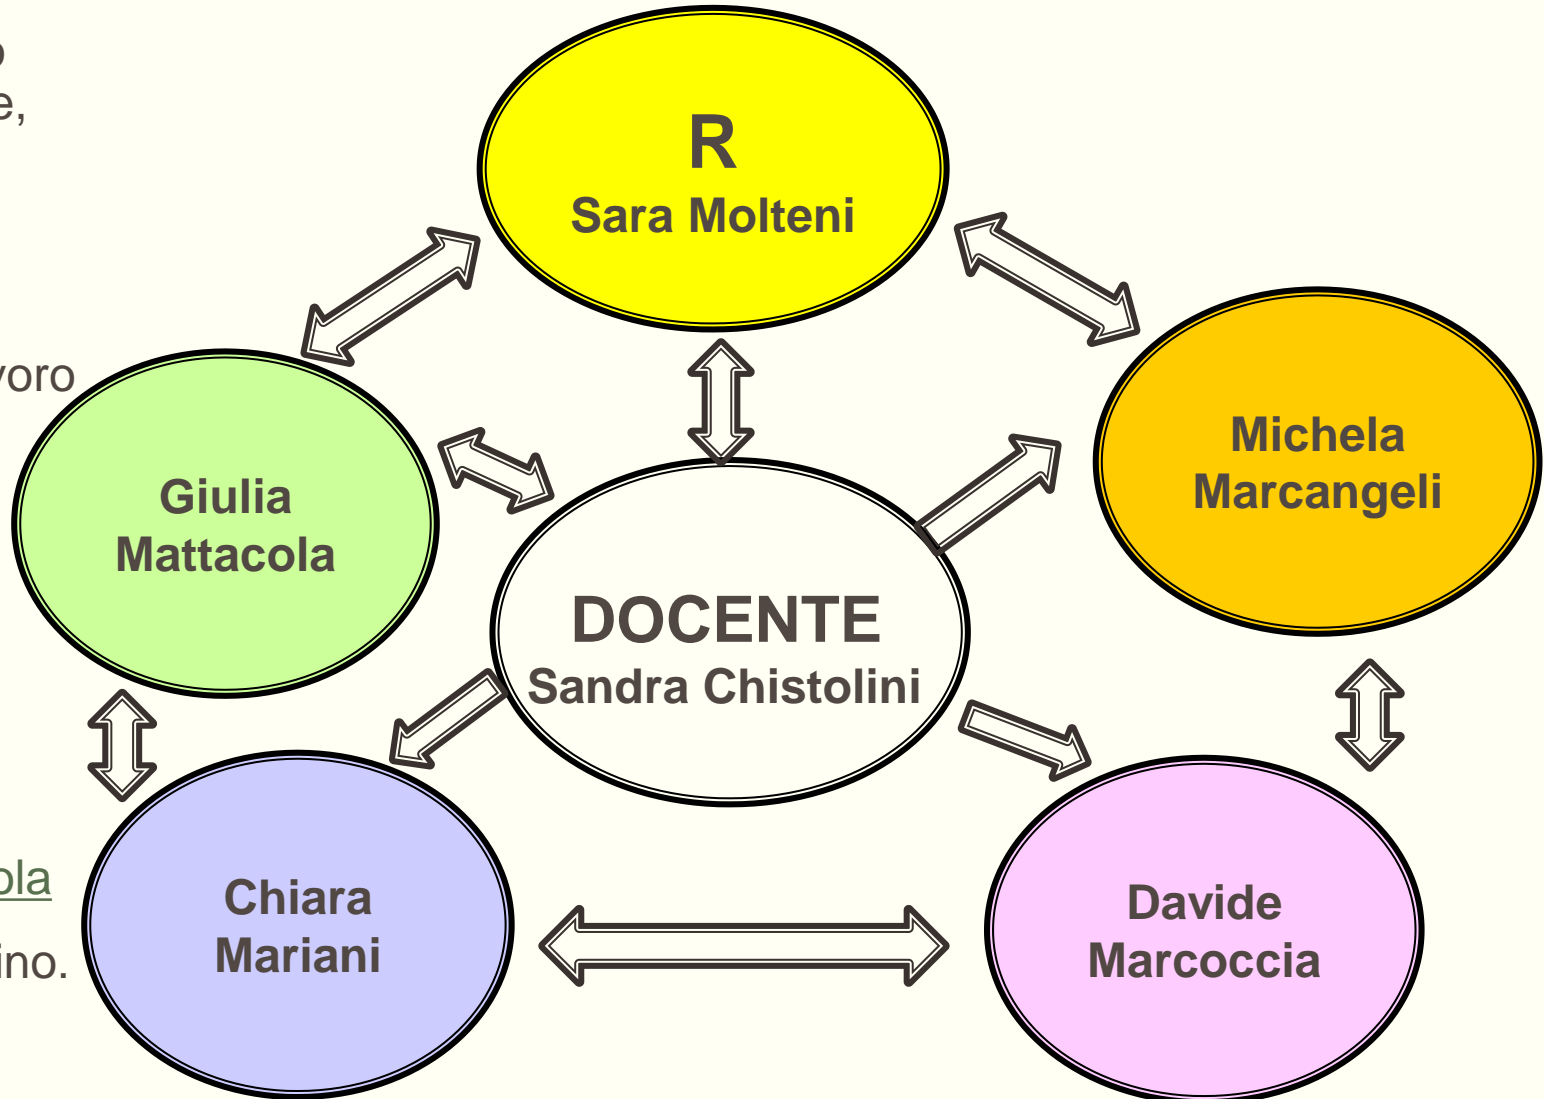 R
Sara Molteni
Giulia
Mattacola
Michela
Marcangeli
DOCENTE
Sandra Chistolini
Chiara
Mariani
Davide
Marcoccia